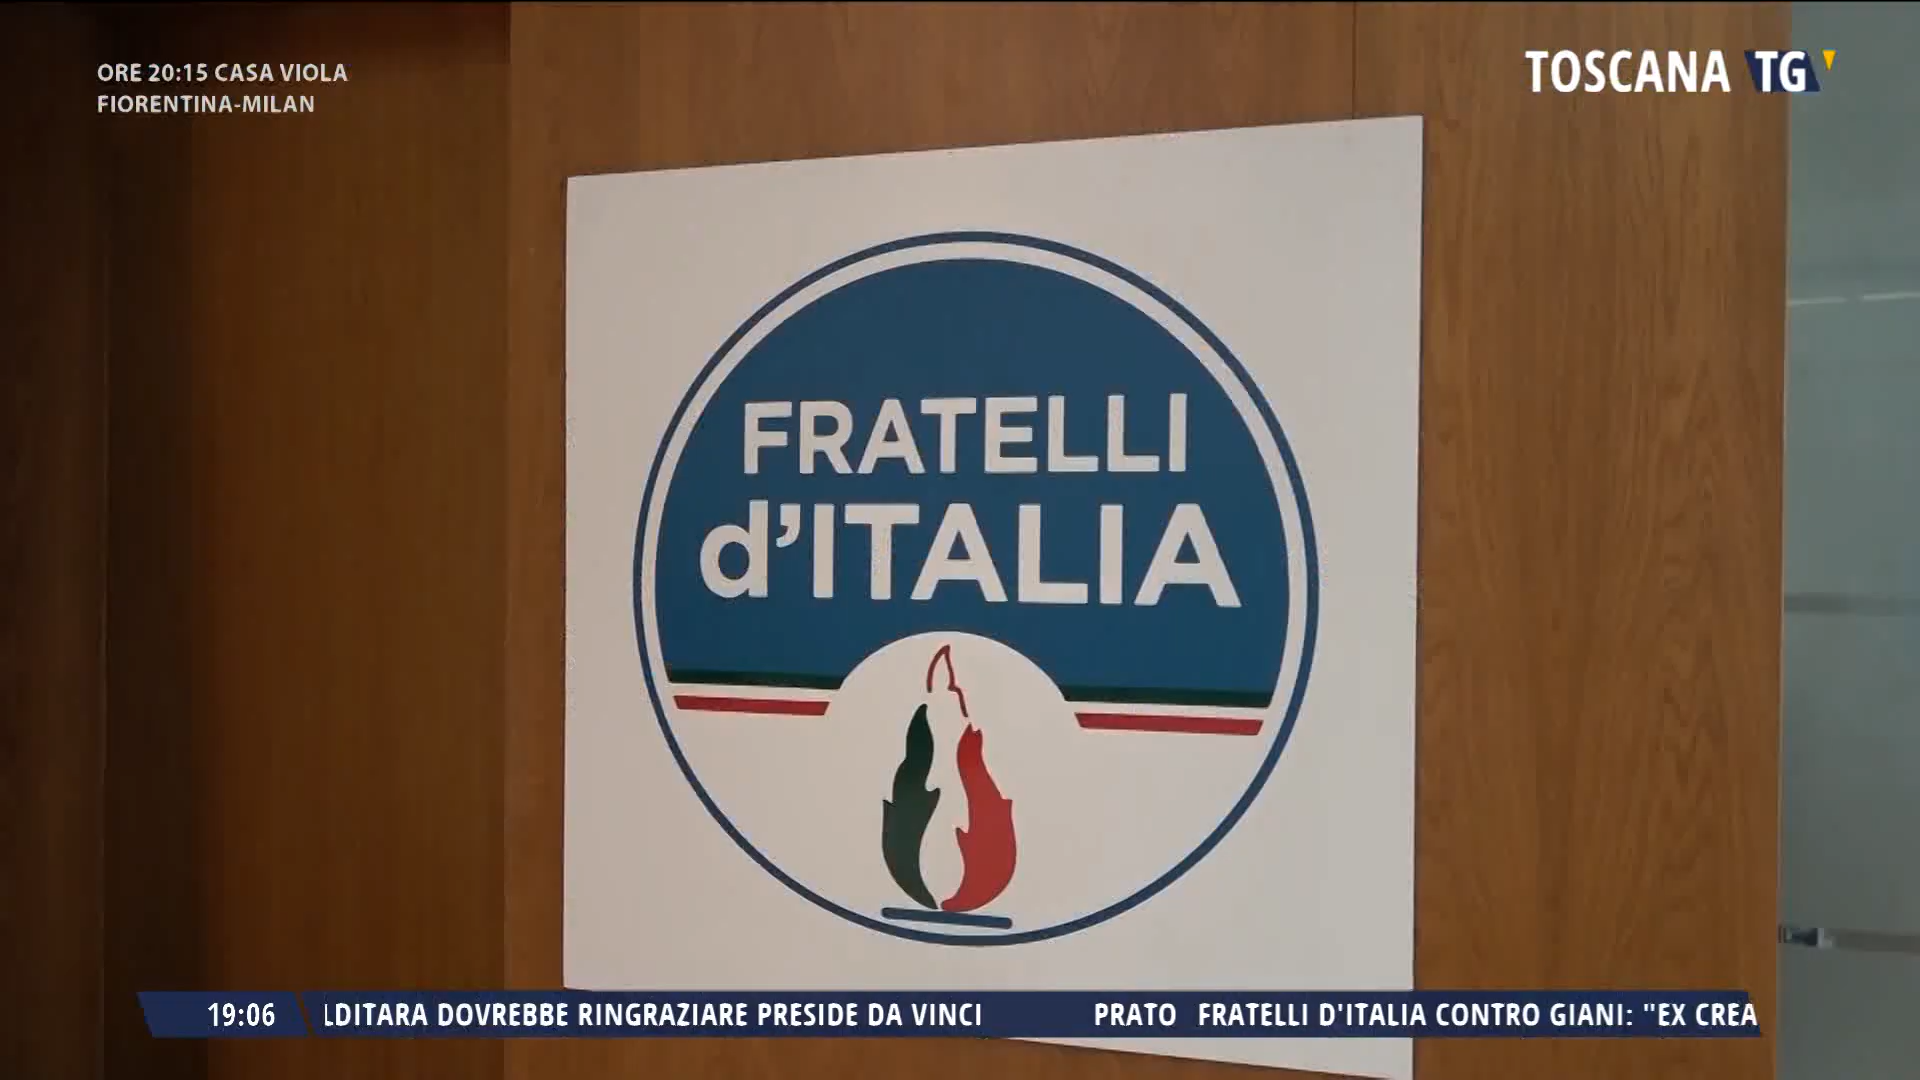 ORE 20:15 CASA VIOLA
FIORENTINA-MILAN
TOSCANA TG
FRATELLI
d'ITALIA
19:06 LDITARA DOVREBBE RINGRAZIARE PRESIDE DA VINCI PRATO FRATELLI D'ITALIA CONTRO GIANI: "EX CREA